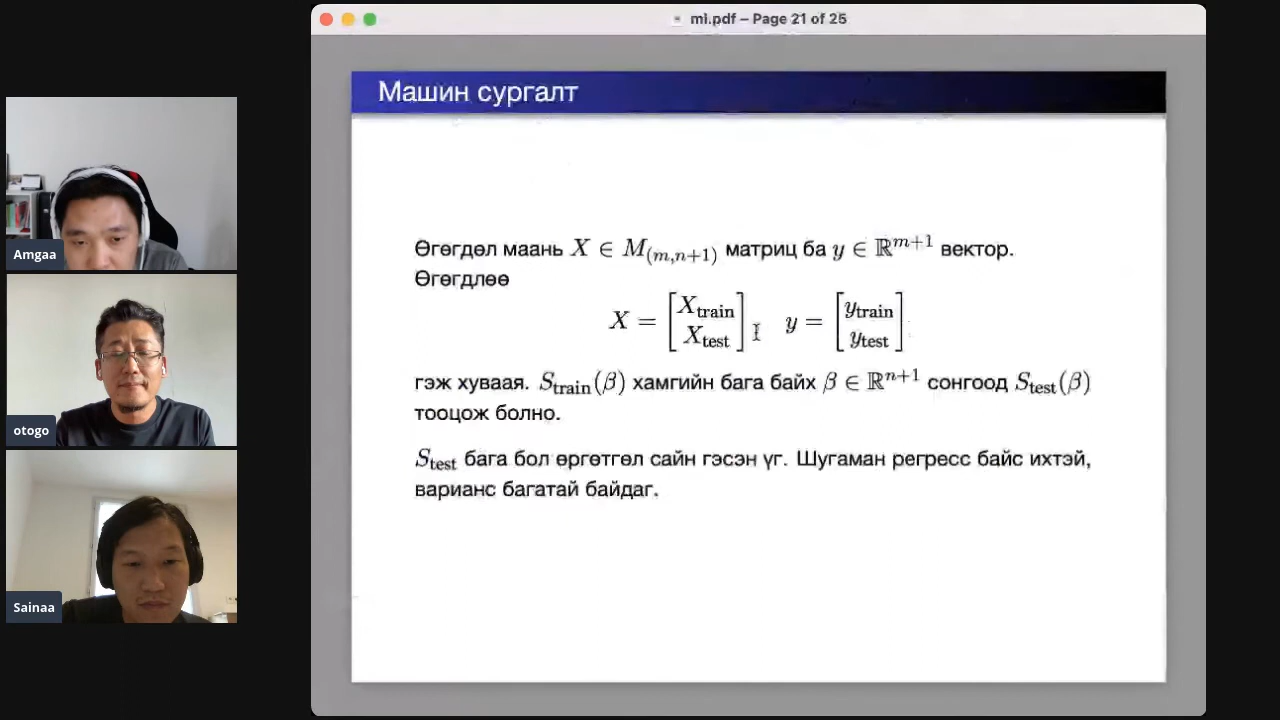 ml.pdf – Page 21 of 25
Машин сургалт
Өгөгдөл маань X ∈ M(m,n+1) матриц ба y ∈ ℝ^{m+1} вектор.
Өгөгдлөө
X = [X_train X_test] y = [y_train y_test]
гэж хуваая. S_train(β) хамгийн бага байх β ∈ ℝ^{n+1} сонгоод S_test(β)
тооцож болно.
S_test бага бол өргөтгөл сайн гэсэн үг. Шугаман регресс байс ихтэй,
варианс багатай байдаг.
Amgaa
otogo
Sainaa